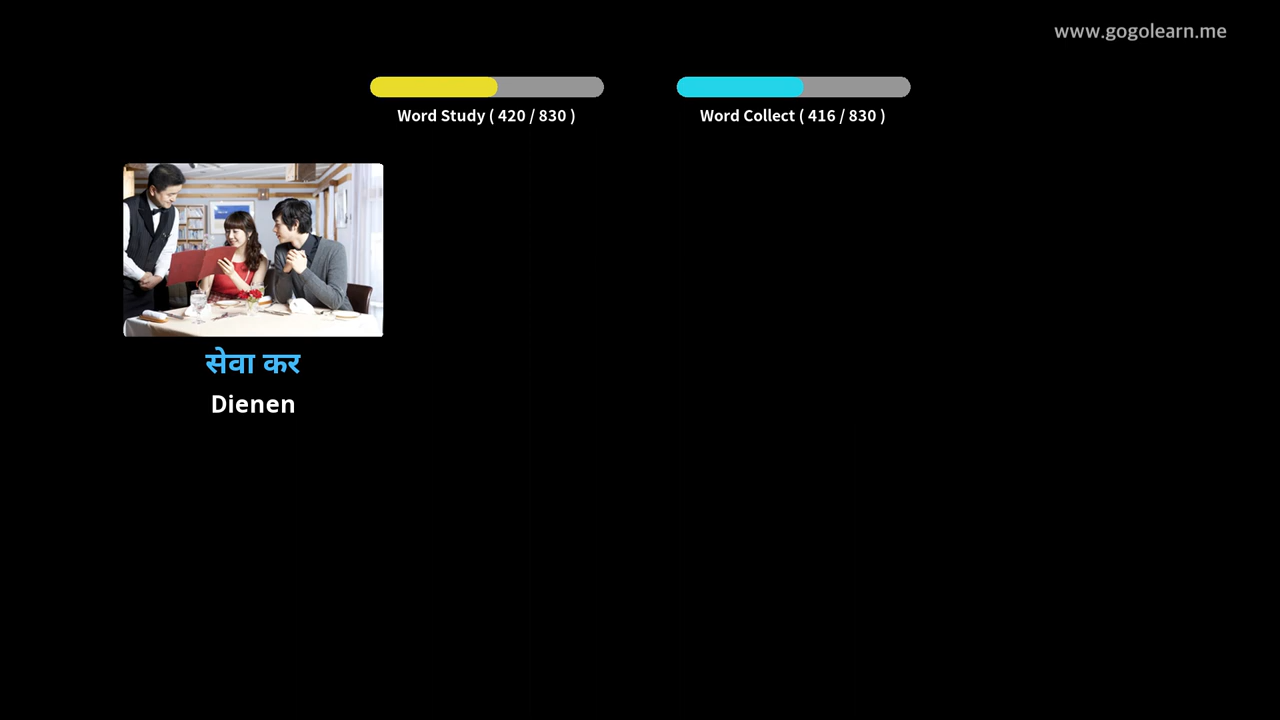 www.gogolearn.me
Word Study ( 420 / 830 )
Word Collect ( 416 / 830 )
सेवा कर
Dienen